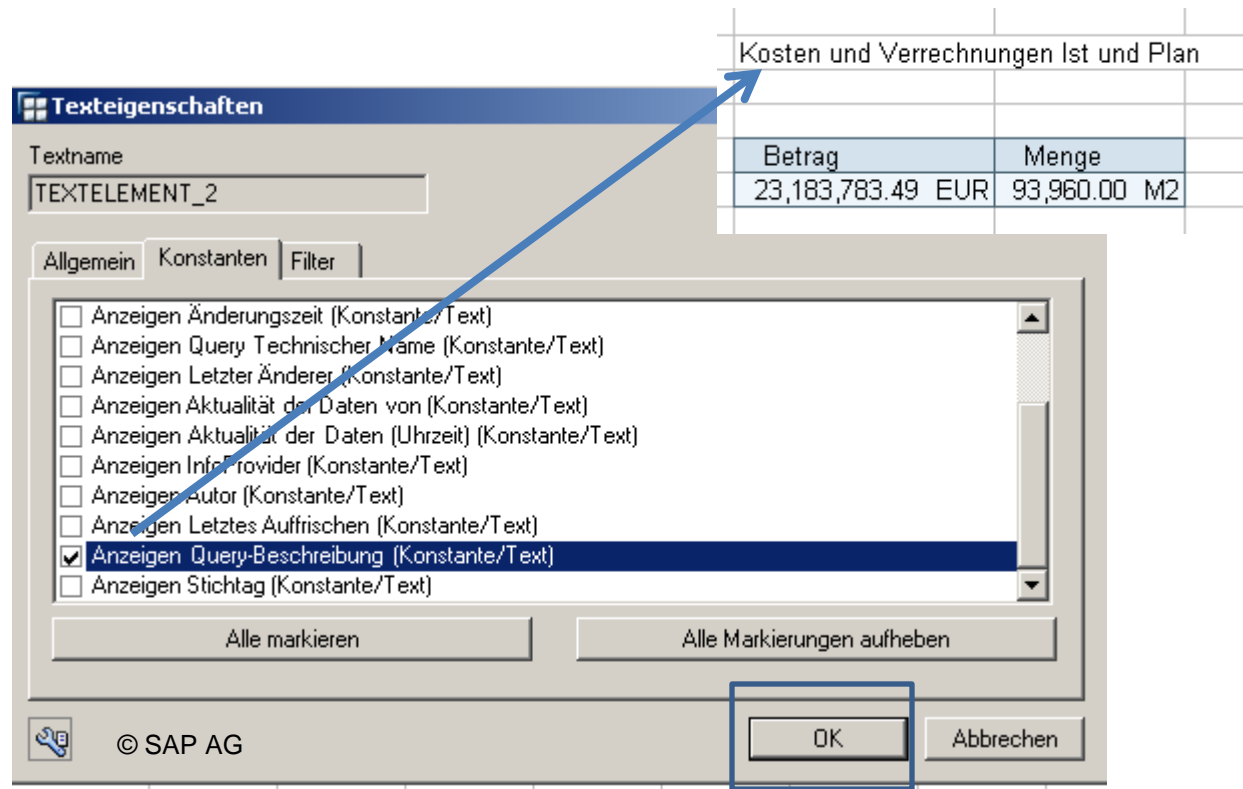 Kosten und Verrechnungen Ist und Plan
Betrag Menge
23,183,783.49 EUR 93,960.00 M2
Texteigenschaften
Textname
TEXTELEMENT_2
Allgemein Konstanten Filter
Anzeigen Änderungszeit (Konstante/Text)
Anzeigen Query Technischer Name (Konstante/Text)
Anzeigen Letzter Änderer (Konstante/Text)
Anzeigen Aktualität der Daten von (Konstante/Text)
Anzeigen Aktualität der Daten (Uhrzeit) (Konstante/Text)
Anzeigen InfoProvider (Konstante/Text)
Anzeigen Autor (Konstante/Text)
Anzeigen Letztes Auffrischen (Konstante/Text)
Anzeigen Query-Beschreibung (Konstante/Text)
Anzeigen Stichtag (Konstante/Text)
Alle markieren Alle Markierungen aufheben
© SAP AG OK Abbrechen